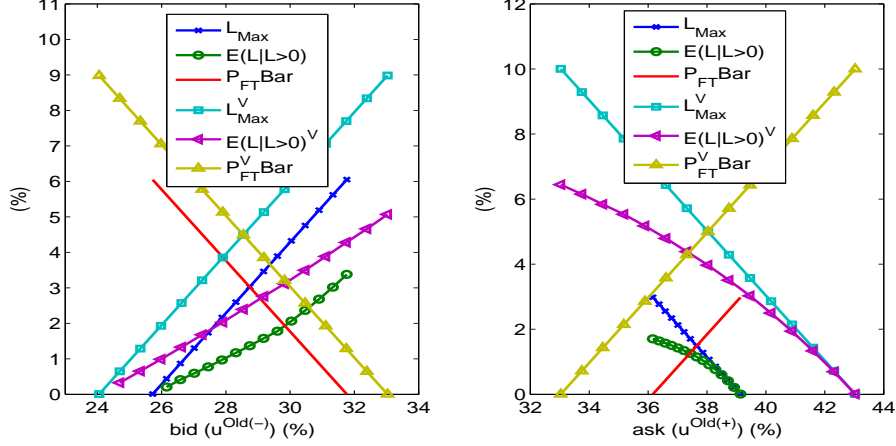 11
10
9
8
7
6
5
4
3
2
1
0
(%)
24 26 28 30 32 34
bid (u^Old(−)) (%)
L_Max
E(L|L>0)
P_FT Bar
L^V_Max
E(L|L>0)^V
P^V_FT Bar
12
10
8
6
4
2
0
(%)
32 34 36 38 40 42 44
ask (u^Old(+)) (%)
L_Max
E(L|L>0)
P_FT Bar
L^V_Max
E(L|L>0)^V
P^V_FT Bar